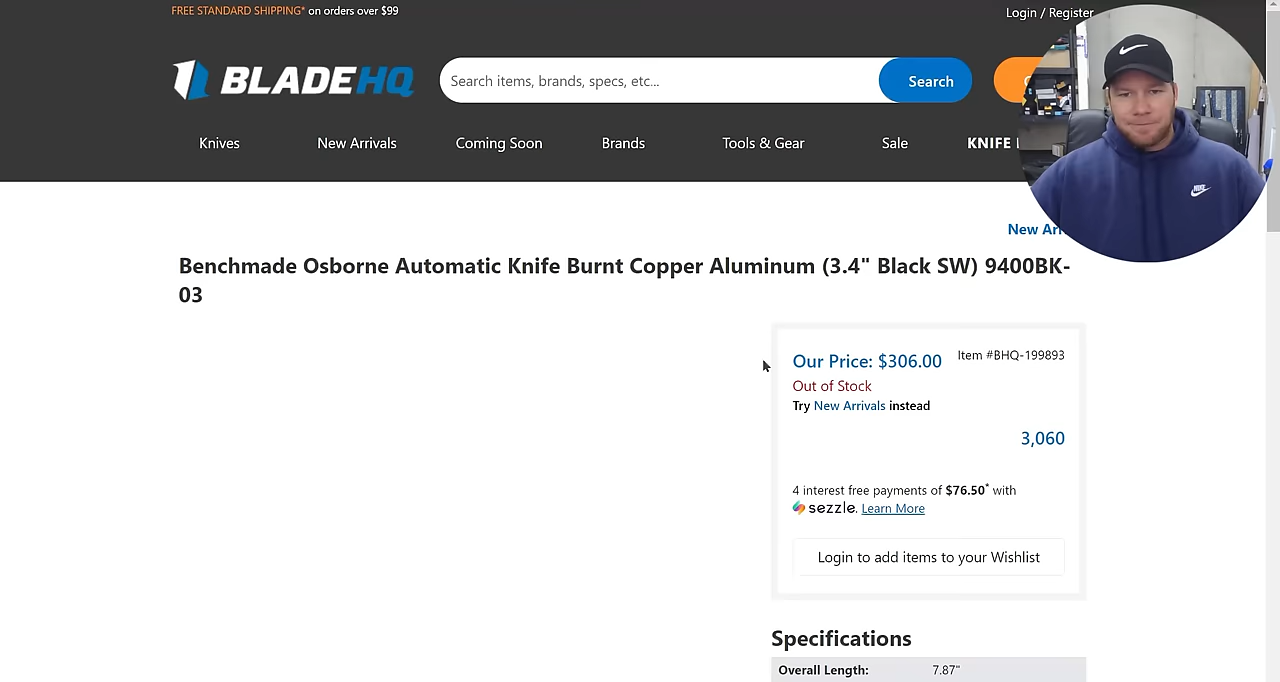 FREE STANDARD SHIPPING* on orders over $99
Login / Register
BLADEHQ
Search items, brands, specs, etc...
Search
Knives
New Arrivals
Coming Soon
Brands
Tools & Gear
Sale
KNIFE
New Arr
Benchmade Osborne Automatic Knife Burnt Copper Aluminum (3.4" Black SW) 9400BK-
03
Our Price: $306.00
Item #BHQ-199893
Out of Stock
Try New Arrivals instead
3,060
4 interest free payments of $76.50* with
sezzle. Learn More
Login to add items to your Wishlist
Specifications
Overall Length: 7.87"